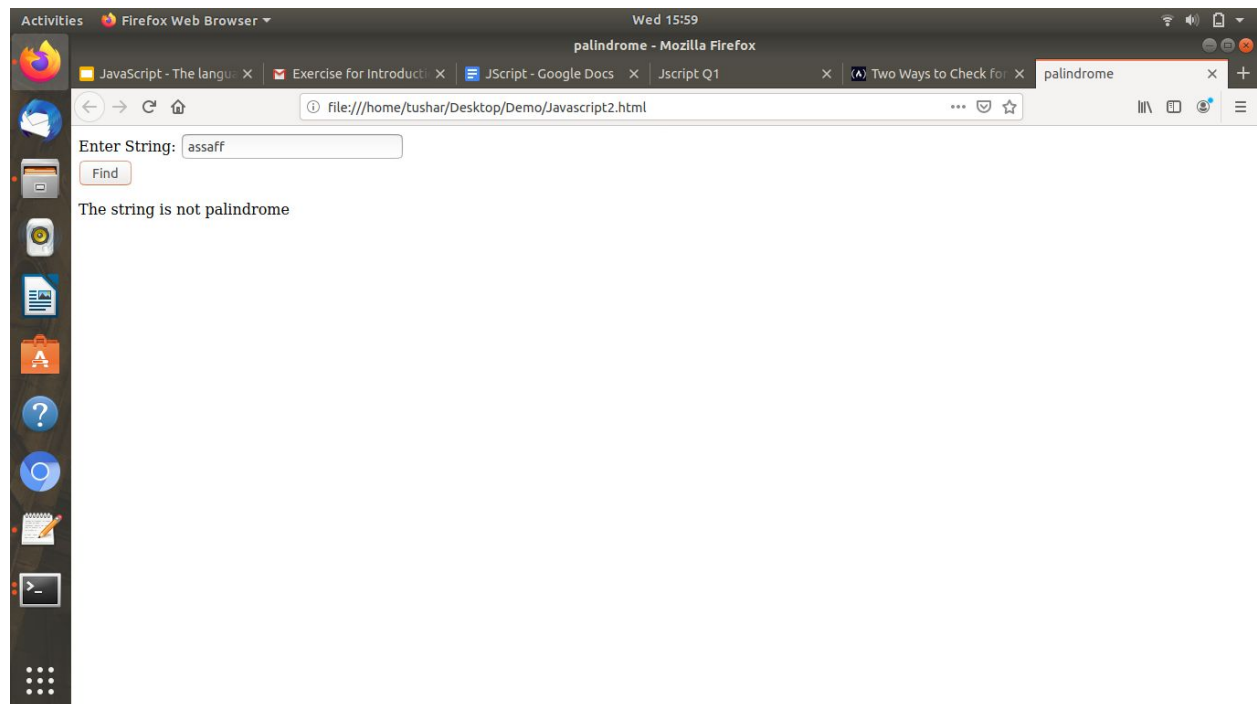 Activities Firefox Web Browser Wed 15:59
palindrome - Mozilla Firefox
JavaScript - The langu Exercise for Introducti JScript - Google Docs Jscript Q1 Two Ways to Check for palindrome
file:///home/tushar/Desktop/Demo/Javascript2.html
Enter String: assaff
Find
The string is not palindrome